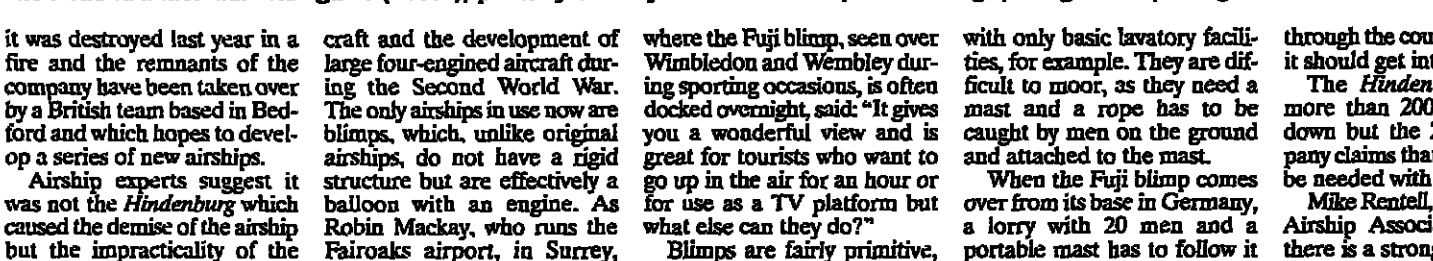 it was destroyed last year in a
fire and the remnants of the
company have been taken over
by a British team based in Bed-
ford and which hopes to devel-
op a series of new airships.
Airship experts suggest it
was not the Hindenburg which
caused the demise of the airship
but the impracticality of the
craft and the development of
large four-engined aircraft dur-
ing the Second World War.
The only airships in use now are
blimps, which, unlike original
airships, do not have a rigid
structure but are effectively a
balloon with an engine. As
Robin Mackay, who runs the
Fairoaks airport, in Surrey,
where the Fuji blimp, seen over
Wimbledon and Wembley dur-
ing sporting occasions, is often
docked overnight, said: "It gives
you a wonderful view and is
great for tourists who want to
go up in the air for an hour or
for use as a TV platform but
what else can they do?"
Blimps are fairly primitive,
with only basic lavatory facili-
ties, for example. They are dif-
ficult to moor, as they need a
mast and a rope has to be
caught by men on the ground
and attached to the mast.
When the Fuji blimp comes
over from its base in Germany,
a lorry with 20 men and a
portable mast has to follow it
through the cou
it should get int
The Hinden
more than 200
down but the
pany claims tha
be needed with
Mike Rentell,
Airship Associ
there is a stron